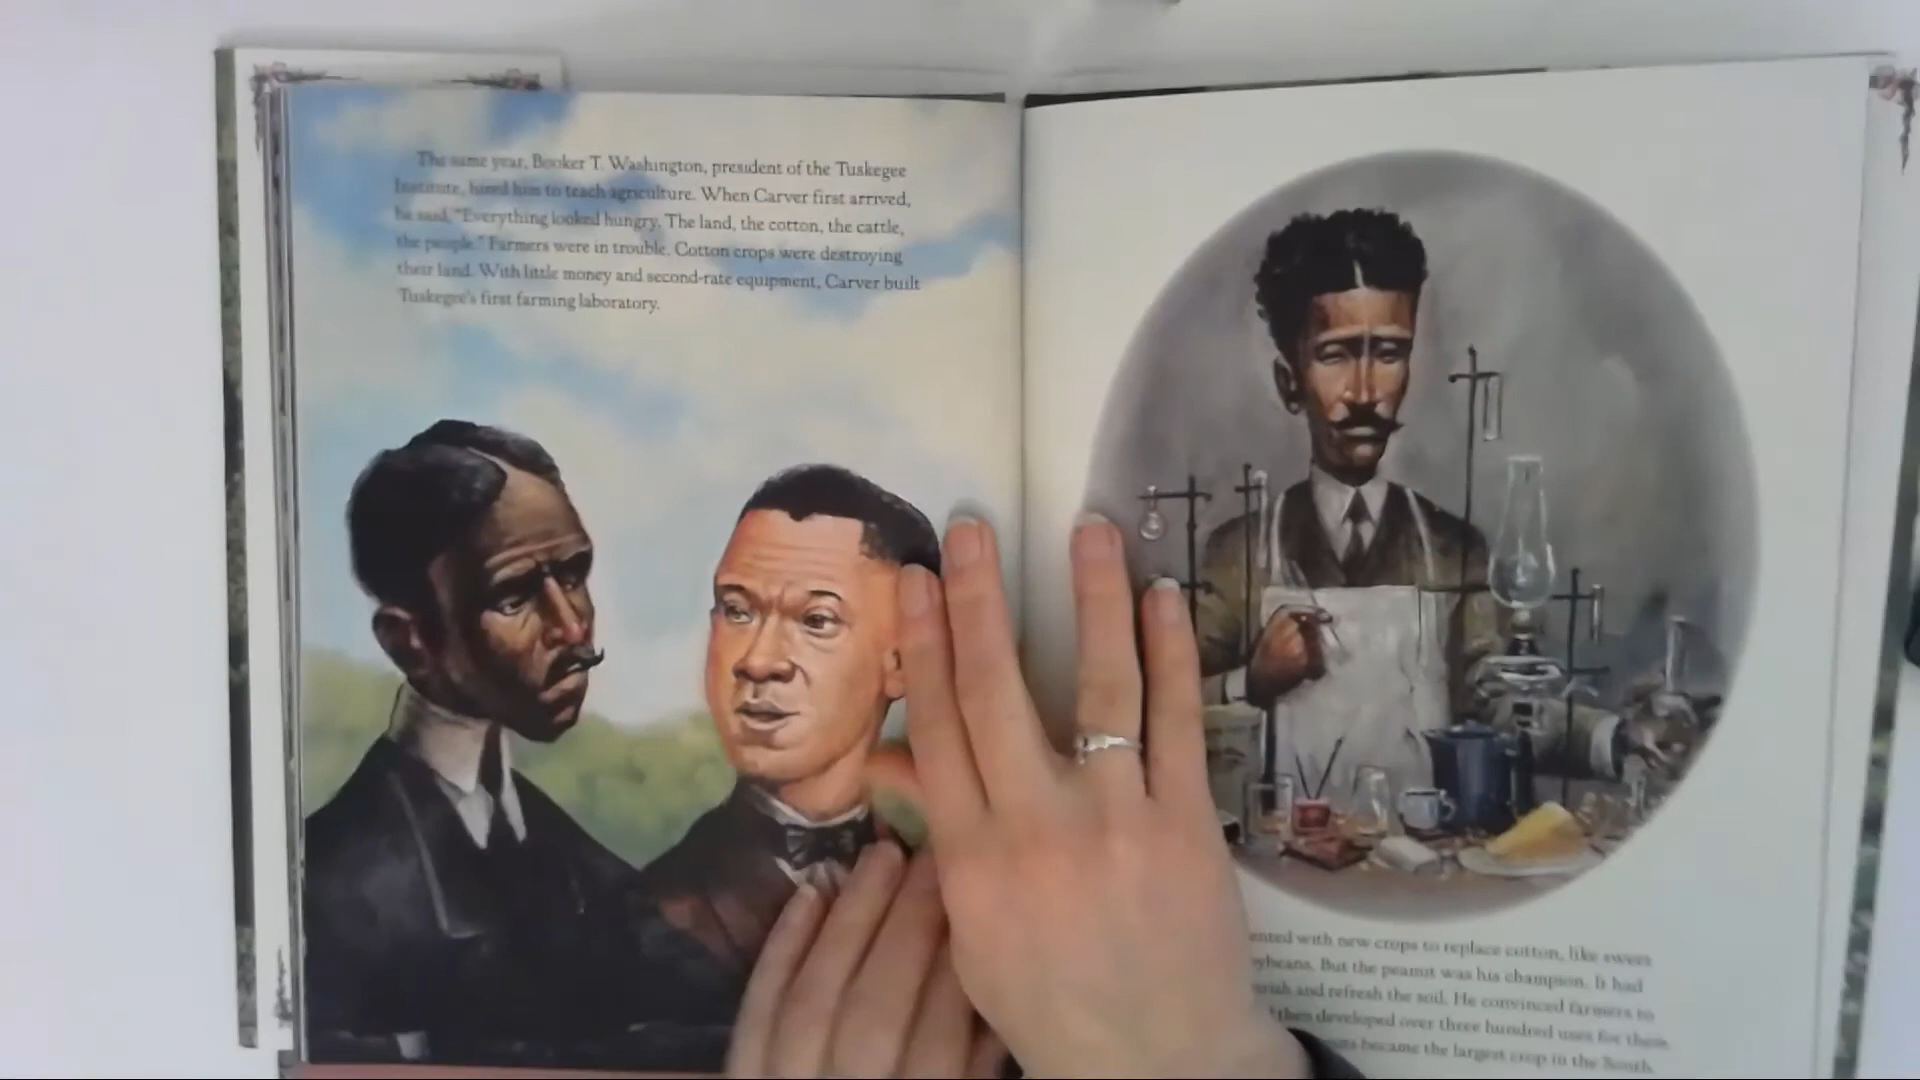 The same year, Booker T. Washington, president of the Tuskegee
Institute, hired him to teach agriculture. When Carver first arrived,
he said, "Everything looked hungry. The land, the cotton, the cattle,
the people." Farmers were in trouble. Cotton crops were destroying
their land. With little money and second-rate equipment, Carver built
Tuskegee's first farming laboratory.
with new crops to replace cotton, like sweet
But the peanut was his champion. It had
and refresh the soil. He convinced farmers to
then developed over three hundred uses for these
became the largest crop in the South.